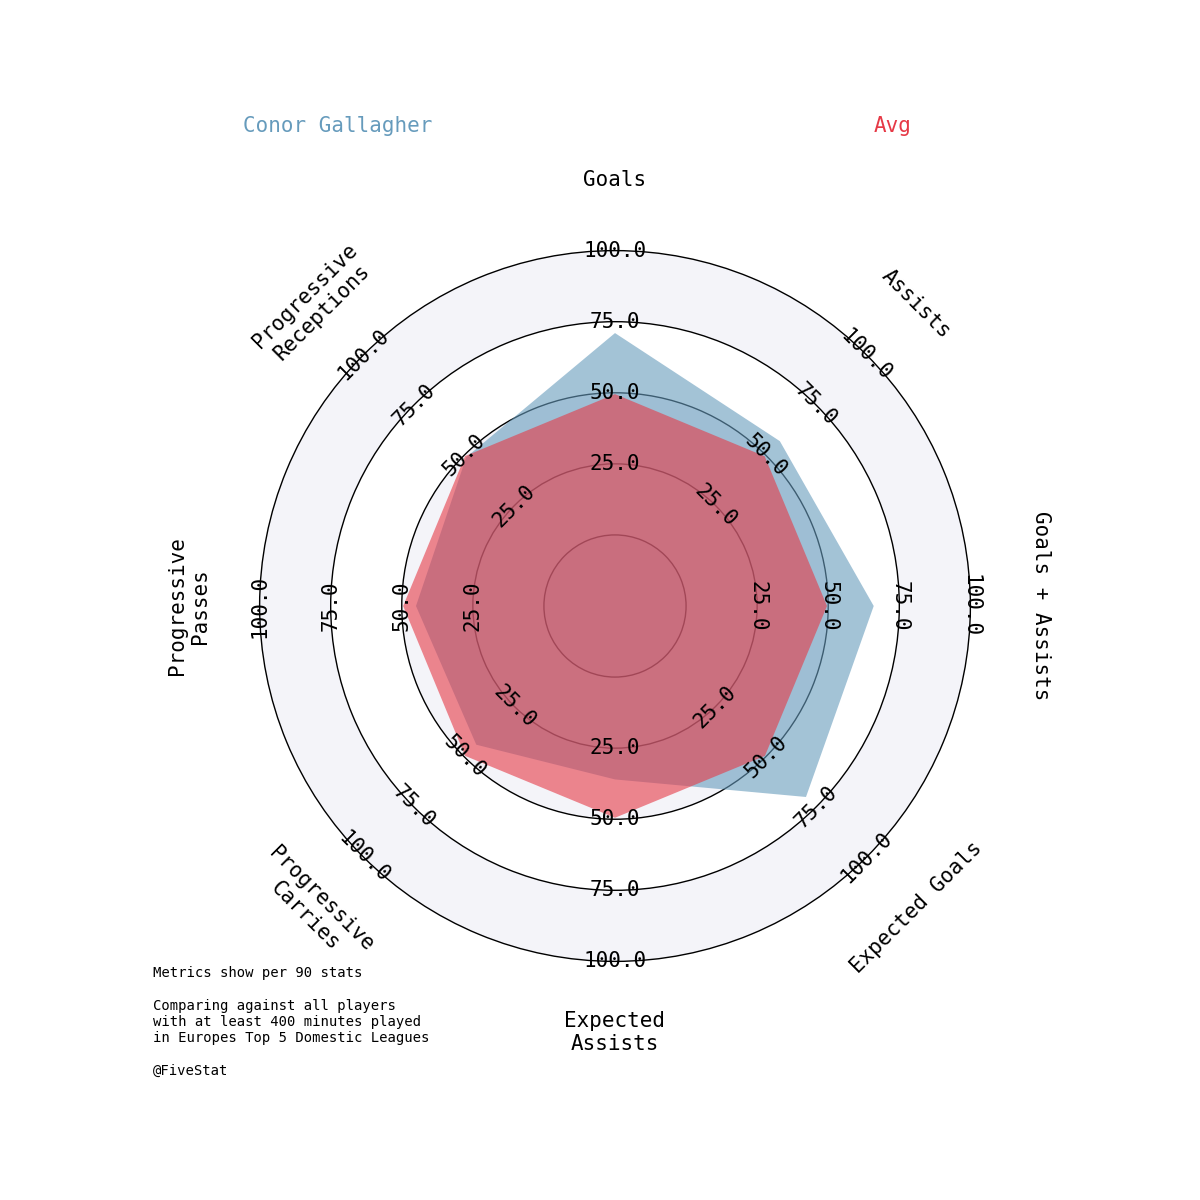 Conor Gallagher
Avg
Goals
Assists
Goals + Assists
Expected Goals
Expected
Assists
Progressive
Carries
Progressive
Passes
Progressive
Receptions
25.0
50.0
75.0
100.0
25.0
50.0
75.0
100.0
25.0
50.0
75.0
100.0
25.0
50.0
75.0
100.0
25.0
50.0
75.0
100.0
25.0
50.0
75.0
100.0
25.0
50.0
75.0
100.0
25.0
50.0
75.0
100.0
Metrics show per 90 stats
Comparing against all players
with at least 400 minutes played
in Europes Top 5 Domestic Leagues
@FiveStat